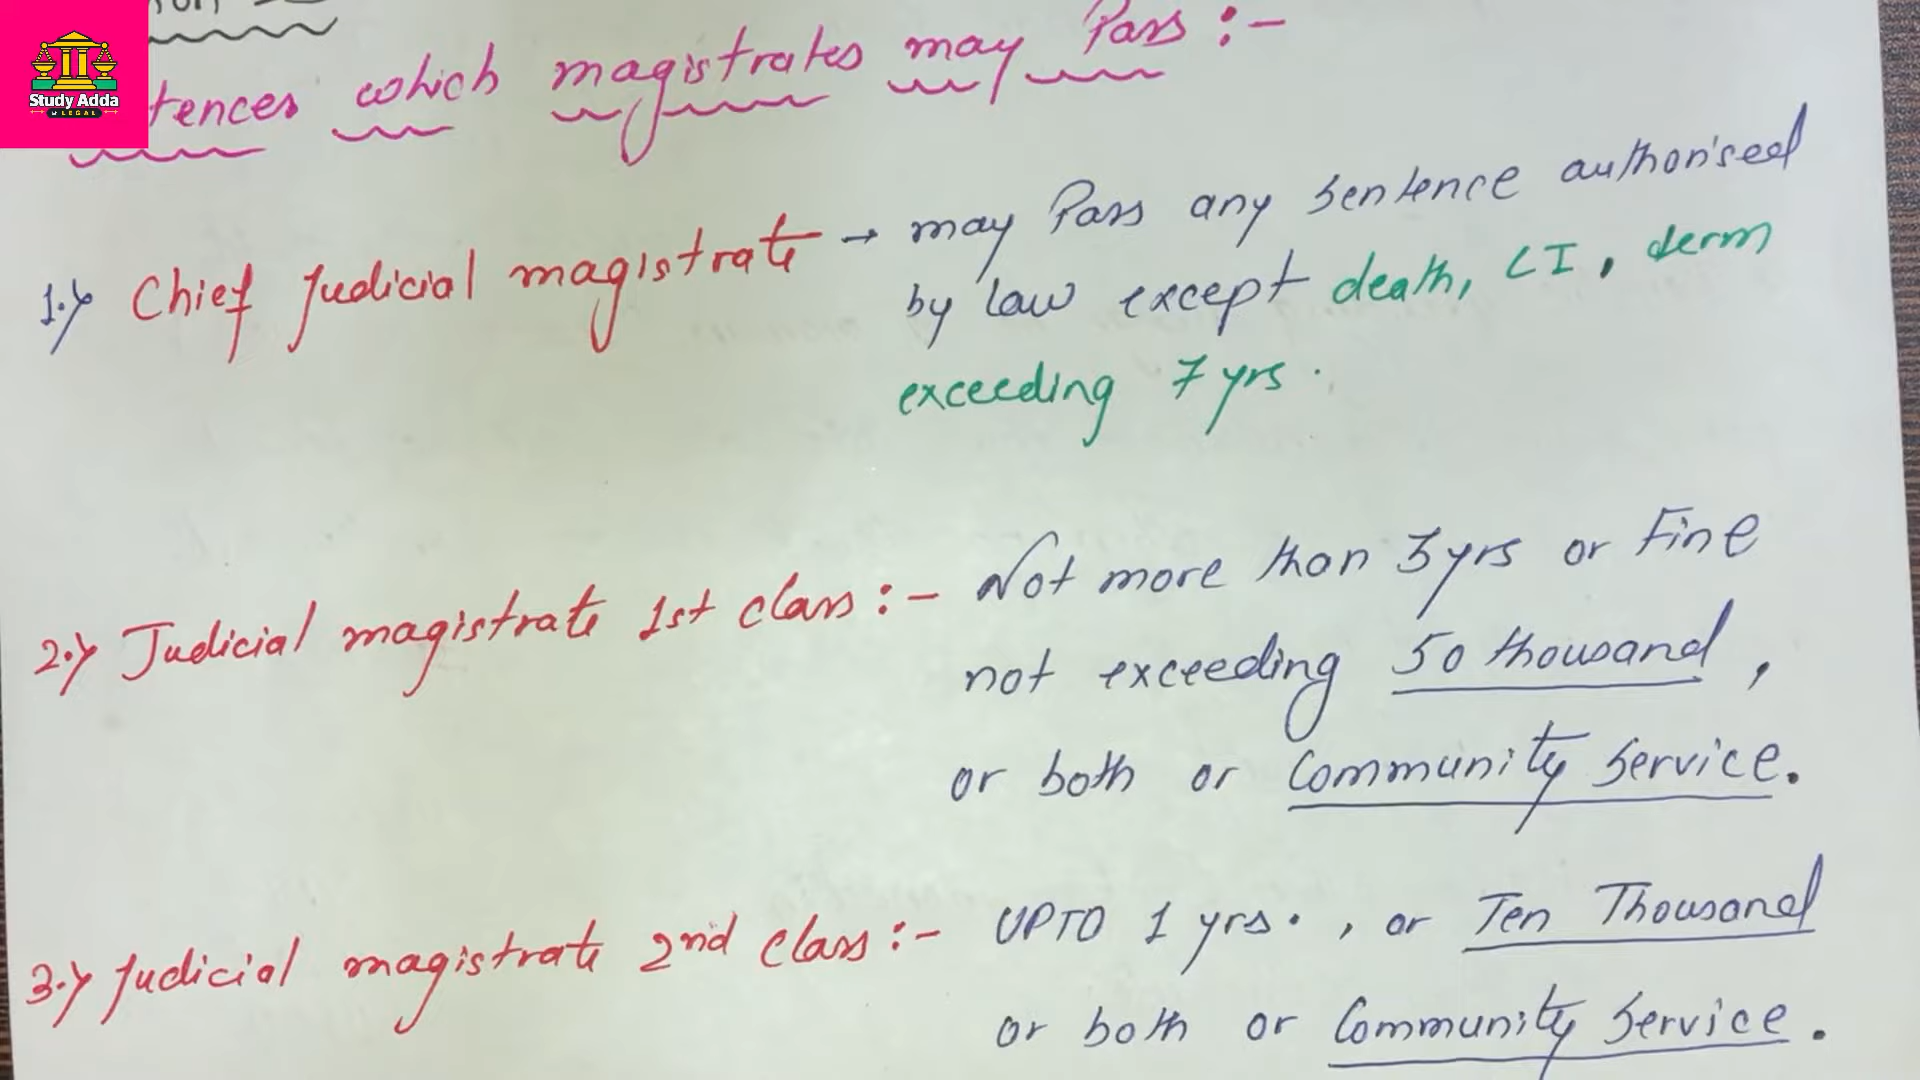 tences which magistrates may Pass :-
Study Adda
LEGAL
1.) Chief Judicial magistrate → may Pass any sentence authorised
by law except death, LI, term
exceeding 7 yrs.
2.) Judicial magistrate 1st class :- Not more than 3 yrs or Fine
not exceeding 50 thousand,
or both or Community Service.
3.) Judicial magistrate 2nd class :- UPTO 1 yrs. , or Ten Thousand
or both or Community Service.